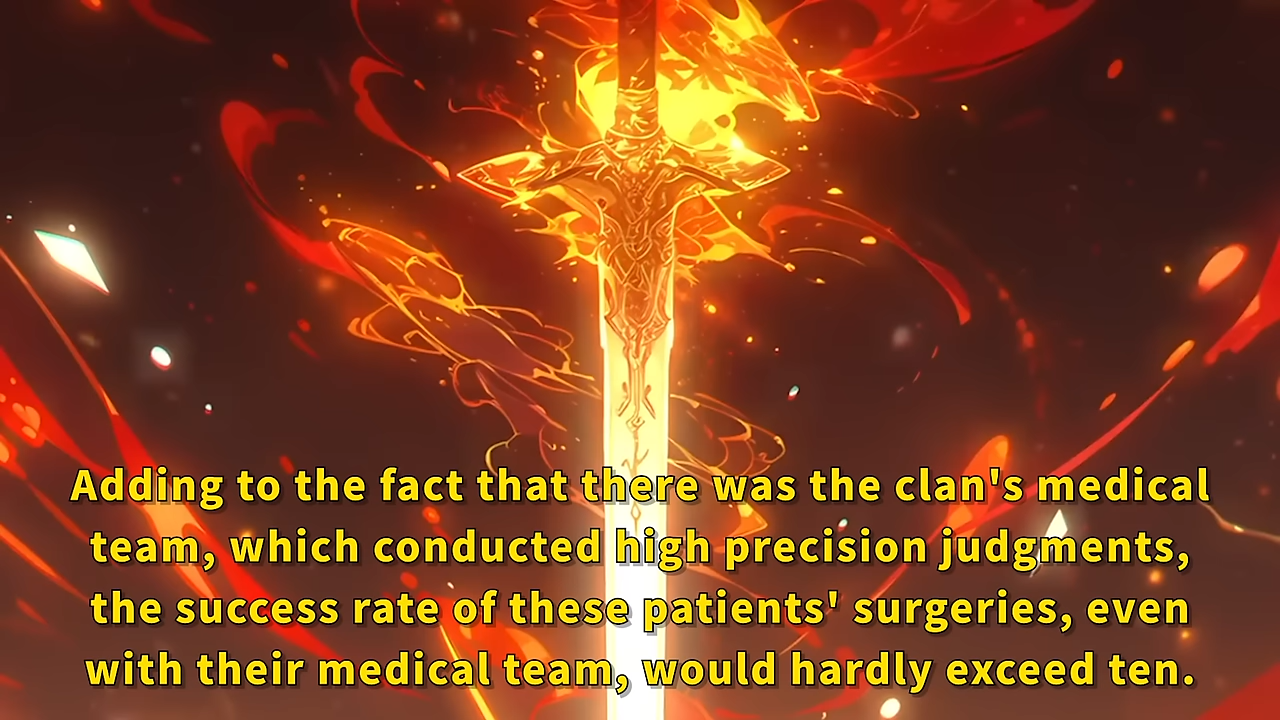 Adding to the fact that there was the clan's medical
team, which conducted high precision judgments,
the success rate of these patients' surgeries, even
with their medical team, would hardly exceed ten.